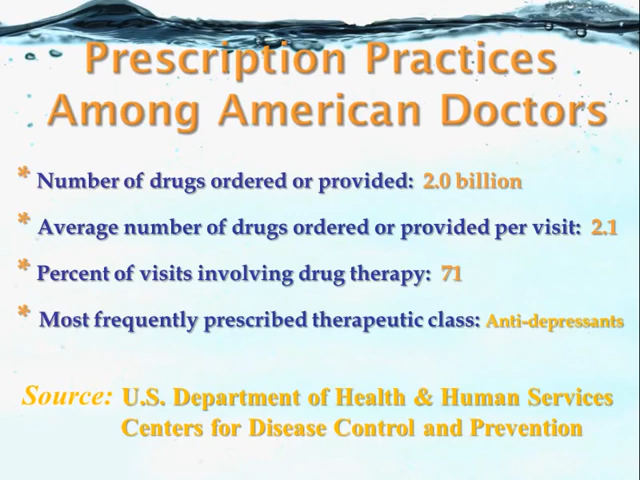 Prescription Practices
Among American Doctors
* Number of drugs ordered or provided: 2.0 billion
* Average number of drugs ordered or provided per visit: 2.1
* Percent of visits involving drug therapy: 71
* Most frequently prescribed therapeutic class: Anti-depressants
Source: U.S. Department of Health & Human Services
Centers for Disease Control and Prevention